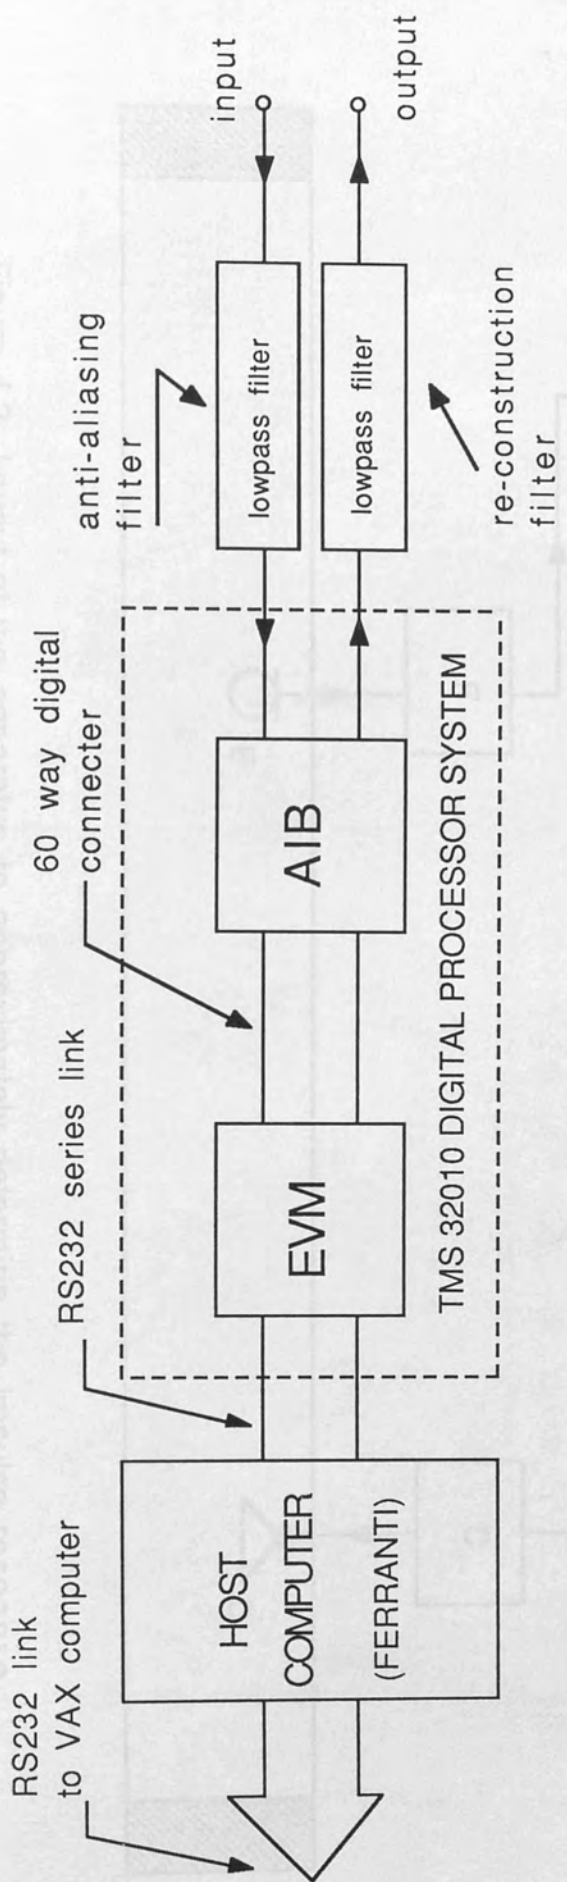 RS232 link
to VAX computer
RS232 series link
60 way digital
connecter
anti-aliasing
filter
input
HOST
COMPUTER
(FERRANTI)
EVM
AIB
lowpass filter
lowpass filter
output
TMS 32010 DIGITAL PROCESSOR SYSTEM
re-construction
filter